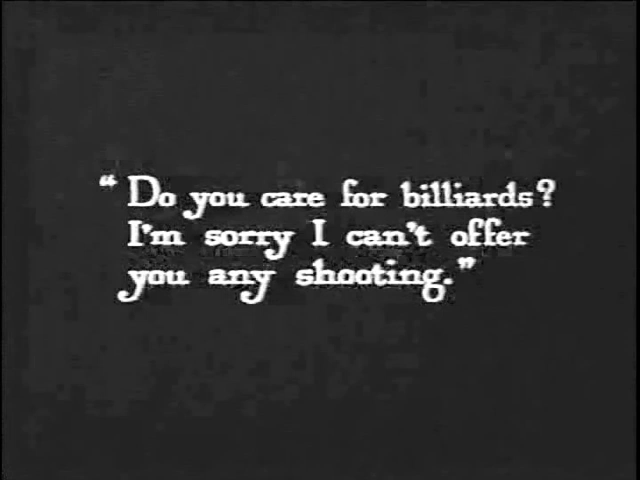 “Do you care for billiards?
I'm sorry I can't offer
you any shooting.”